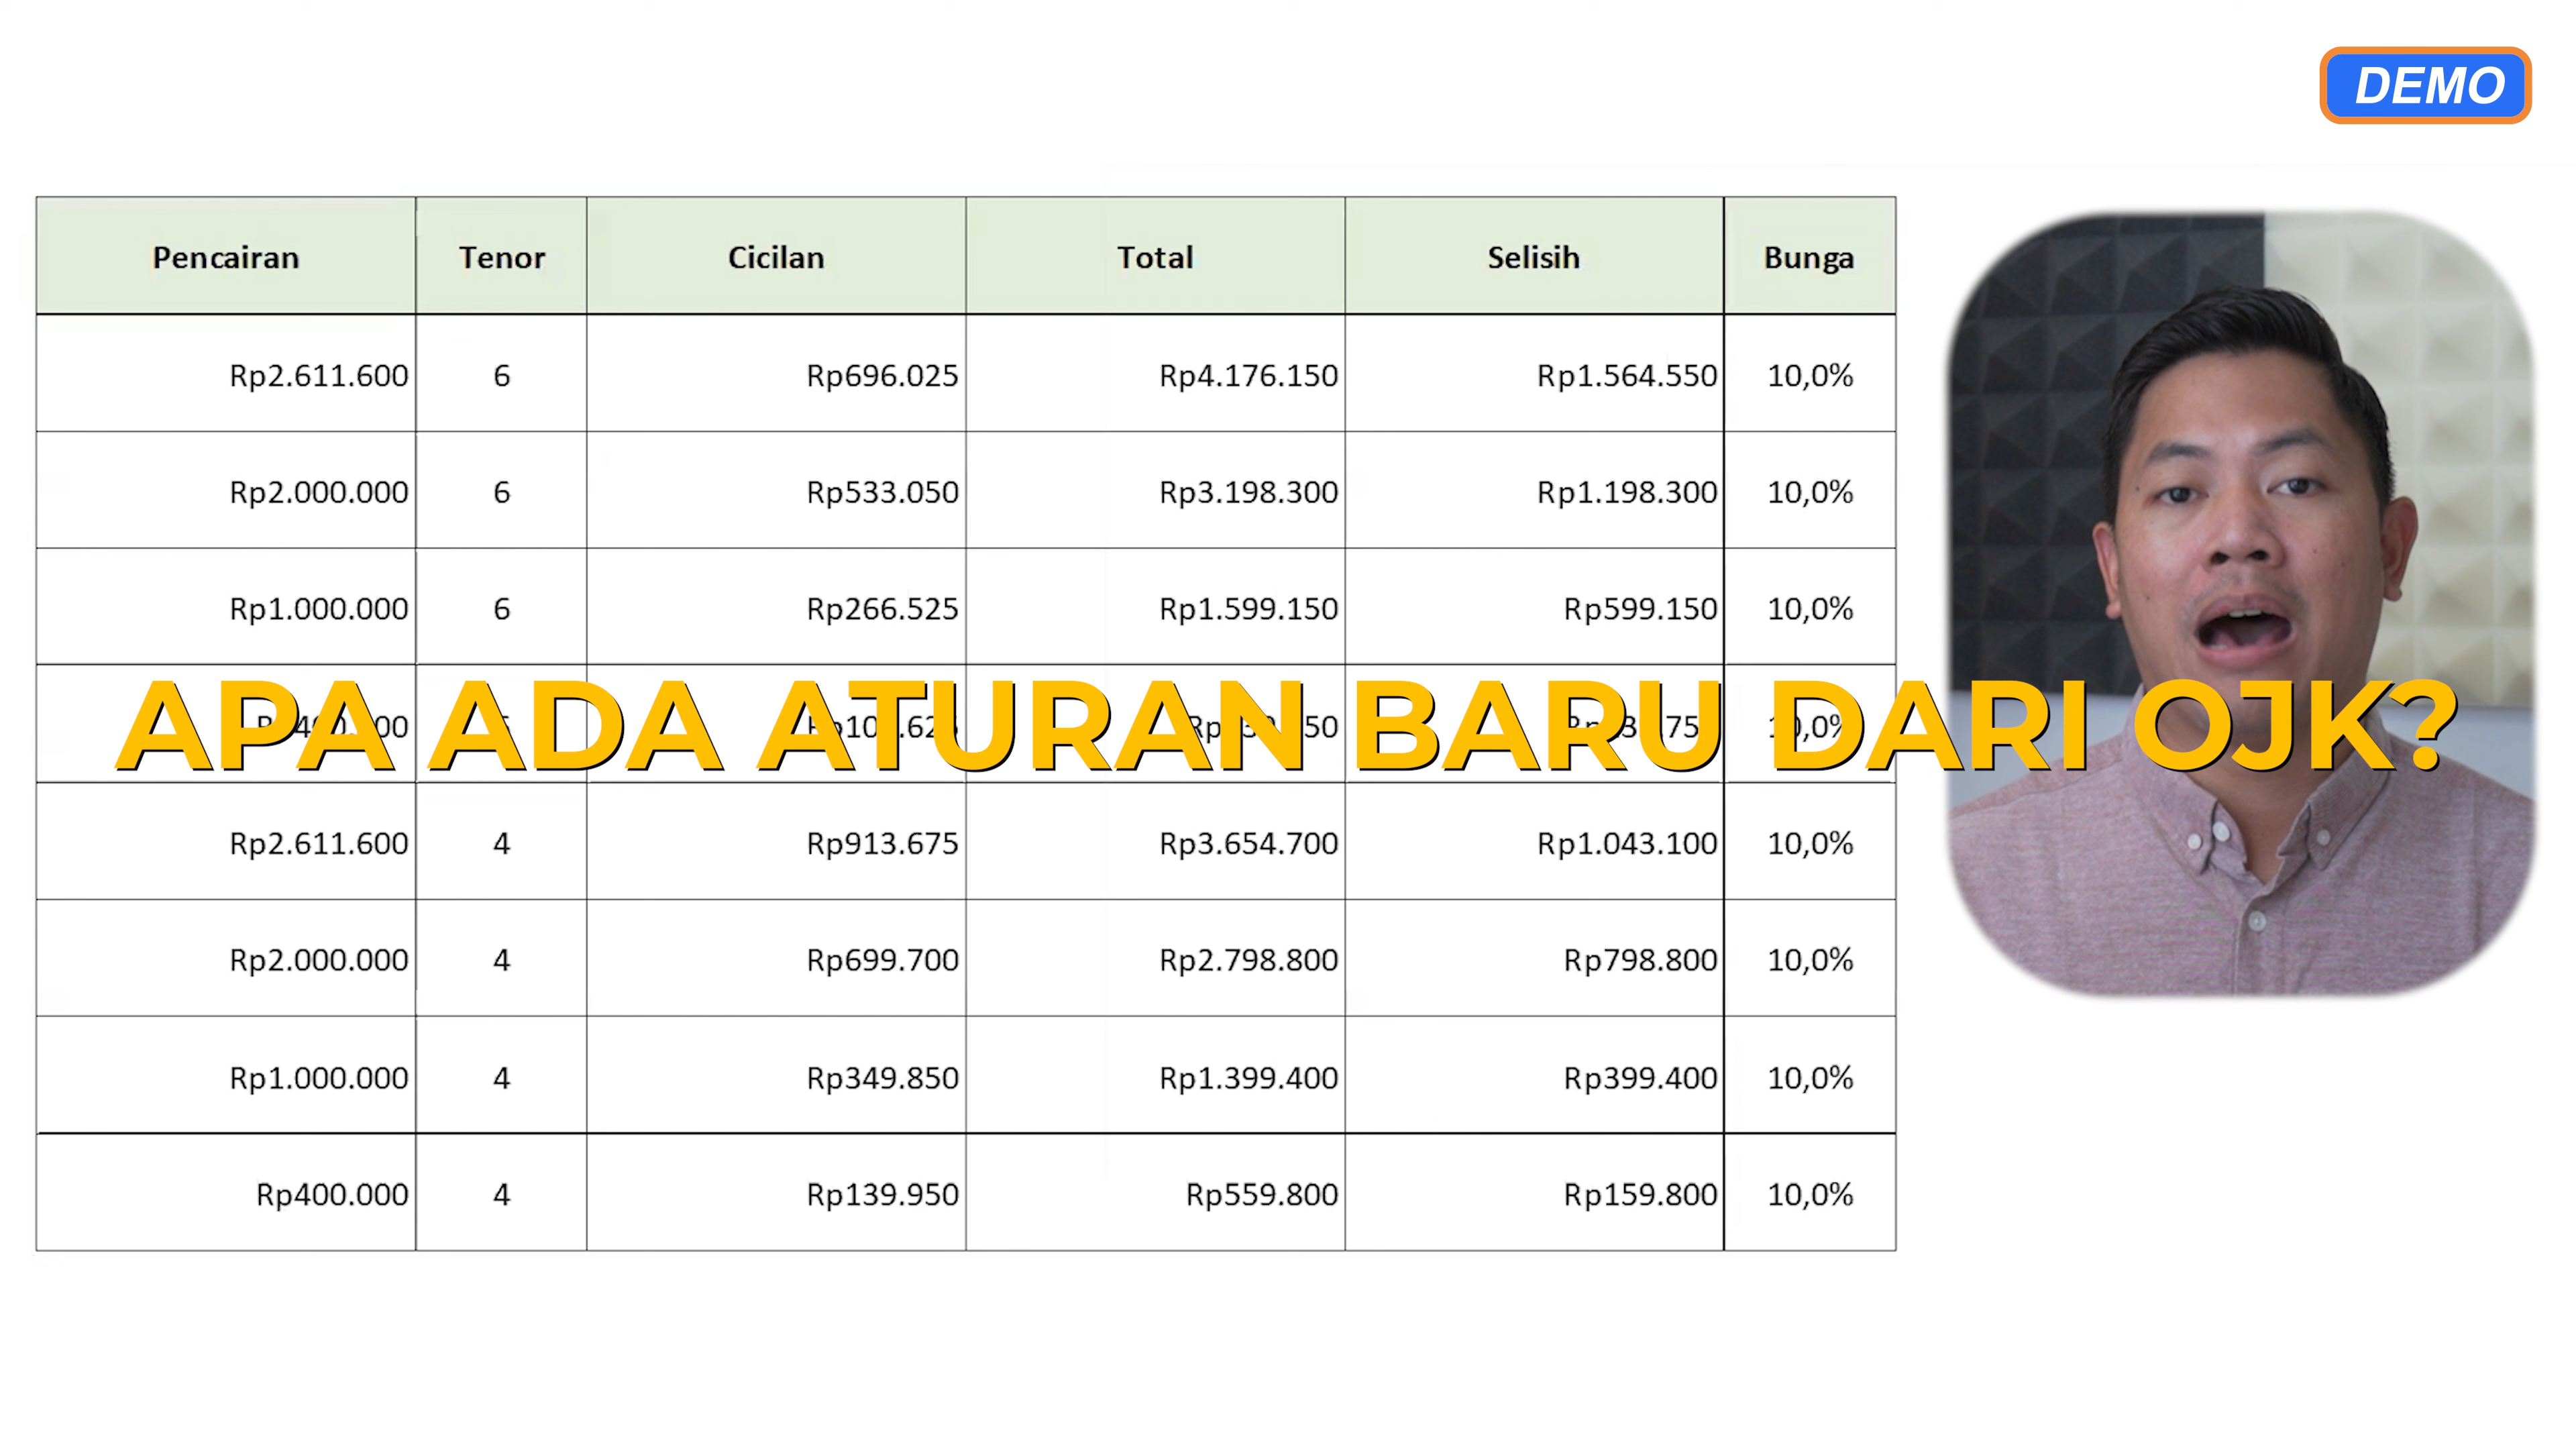 DEMO
Pencairan Tenor Cicilan Total Selisih Bunga
Rp2.611.600 6 Rp696.025 Rp4.176.150 Rp1.564.550 10,0%
Rp2.000.000 6 Rp533.050 Rp3.198.300 Rp1.198.300 10,0%
Rp1.000.000 6 Rp266.525 Rp1.599.150 Rp599.150 10,0%
APA ADA ATURAN BARU DARI OJK?
Rp2.611.600 4 Rp913.675 Rp3.654.700 Rp1.043.100 10,0%
Rp2.000.000 4 Rp699.700 Rp2.798.800 Rp798.800 10,0%
Rp1.000.000 4 Rp349.850 Rp1.399.400 Rp399.400 10,0%
Rp400.000 4 Rp139.950 Rp559.800 Rp159.800 10,0%